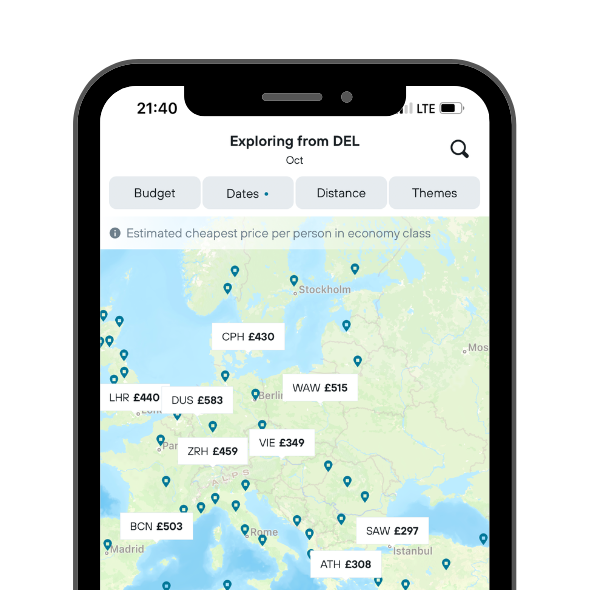 21:40
LTE
Exploring from DEL
Oct
Budget
Dates •
Distance
Themes
Estimated cheapest price per person in economy class
Stockholm
CPH £430
Mos
WAW £515
Berlin
LHR £440
DUS £583
VIE £349
ZRH £459
Par
ALPS
BCN £503
Rome
SAW £297
Madrid
Istanbul
ATH £308